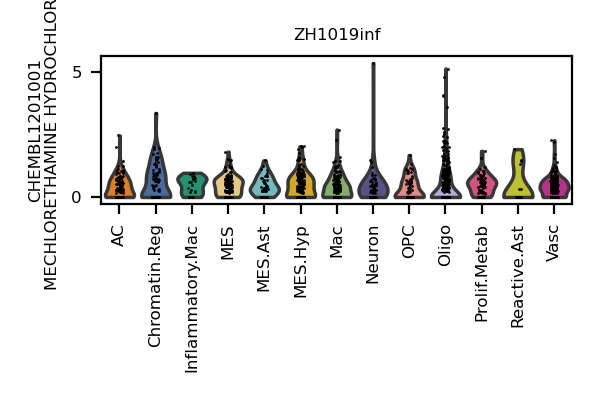 ZH1019inf
CHEMBL1201001
MECHLORETHAMINE HYDROCHLOR
5
0
AC
Chromatin.Reg
Inflammatory.Mac
MES
MES.Ast
MES.Hyp
Mac
Neuron
OPC
Oligo
Prolif.Metab
Reactive.Ast
Vasc